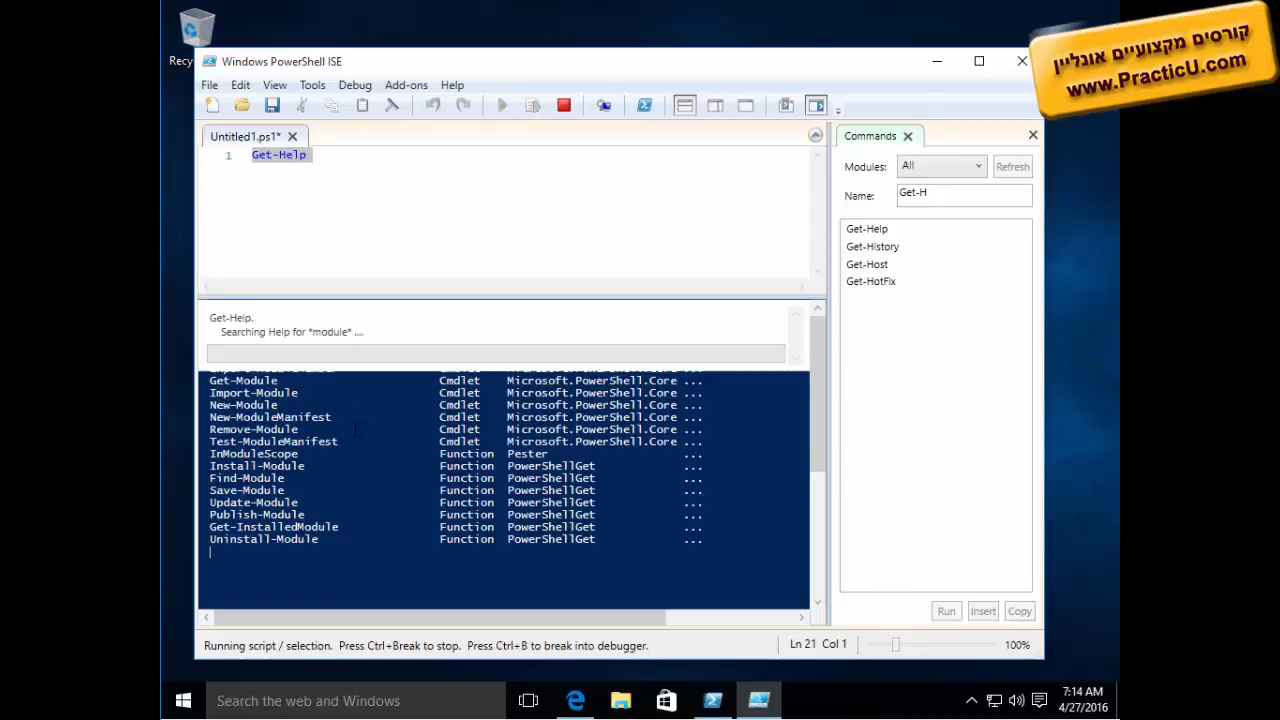 קורסים מקצועיים אונליין
www.PracticU.com
Recy
Windows PowerShell ISE
File Edit View Tools Debug Add-ons Help
Untitled1.ps1*
1 Get-Help
Commands
Modules: All Refresh
Name: Get-H
Get-Help
Get-History
Get-Host
Get-HotFix
Run Insert Copy
Get-Help.
Searching Help for *module* ....
Get-Module Cmdlet Microsoft.PowerShell.Core ...
Import-Module Cmdlet Microsoft.PowerShell.Core ...
New-Module Cmdlet Microsoft.PowerShell.Core ...
New-ModuleManifest Cmdlet Microsoft.PowerShell.Core ...
Remove-Module Cmdlet Microsoft.PowerShell.Core ...
Test-ModuleManifest Cmdlet Microsoft.PowerShell.Core ...
InModuleScope Function Pester ...
Install-Module Function PowerShellGet ...
Find-Module Function PowerShellGet ...
Save-Module Function PowerShellGet ...
Update-Module Function PowerShellGet ...
Publish-Module Function PowerShellGet ...
Get-InstalledModule Function PowerShellGet ...
Uninstall-Module Function PowerShellGet ...
Running script / selection. Press Ctrl+Break to stop. Press Ctrl+B to break into debugger.
Ln 21 Col 1
100%
Search the web and Windows
7:14 AM
4/27/2016